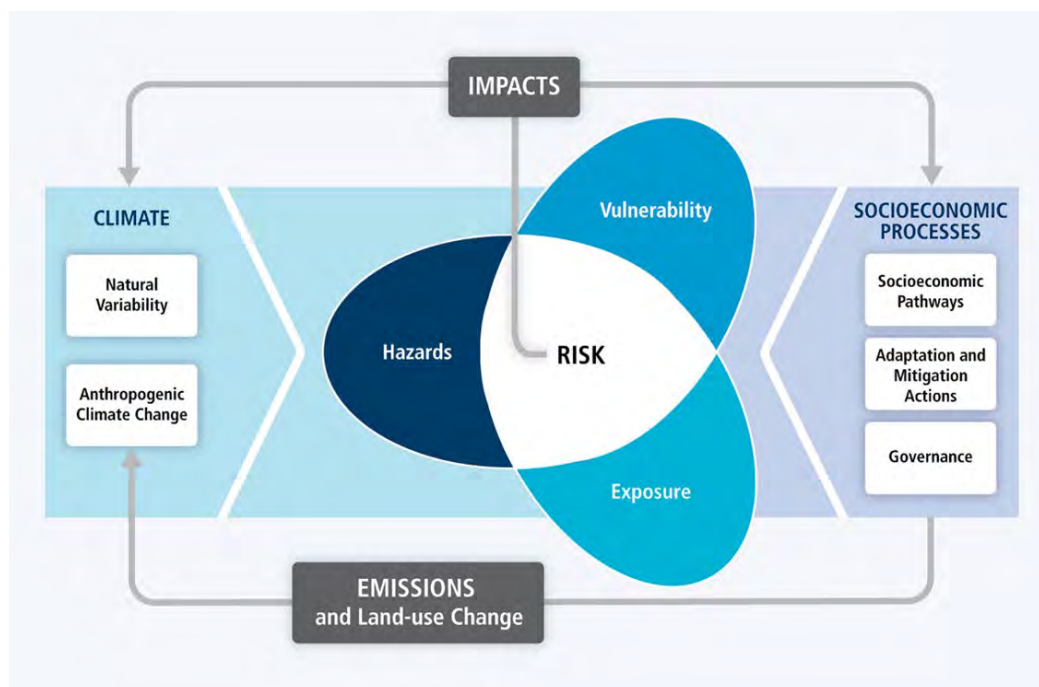 IMPACTS
CLIMATE
Natural
Variability
Anthropogenic
Climate Change
Vulnerability
Hazards
RISK
Exposure
SOCIOECONOMIC
PROCESSES
Socioeconomic
Pathways
Adaptation and
Mitigation
Actions
Governance
EMISSIONS
and Land-use Change